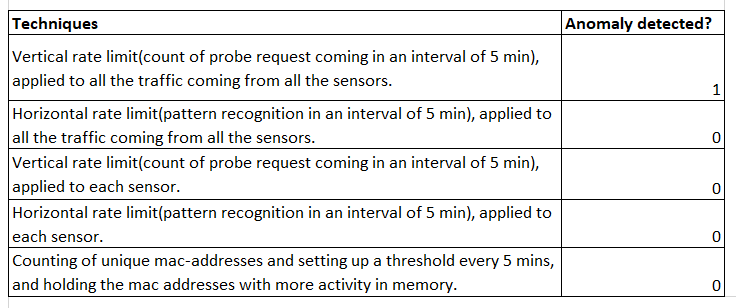 Techniques Anomaly detected?
Vertical rate limit(count of probe request coming in an interval of 5 min),
applied to all the traffic coming from all the sensors.
1
Horizontal rate limit(pattern recognition in an interval of 5 min), applied to
all the traffic coming from all the sensors.
0
Vertical rate limit(count of probe request coming in an interval of 5 min),
applied to each sensor.
0
Horizontal rate limit(pattern recognition in an interval of 5 min), applied to
each sensor.
0
Counting of unique mac-addresses and setting up a threshold every 5 mins,
and holding the mac addresses with more activity in memory.
0